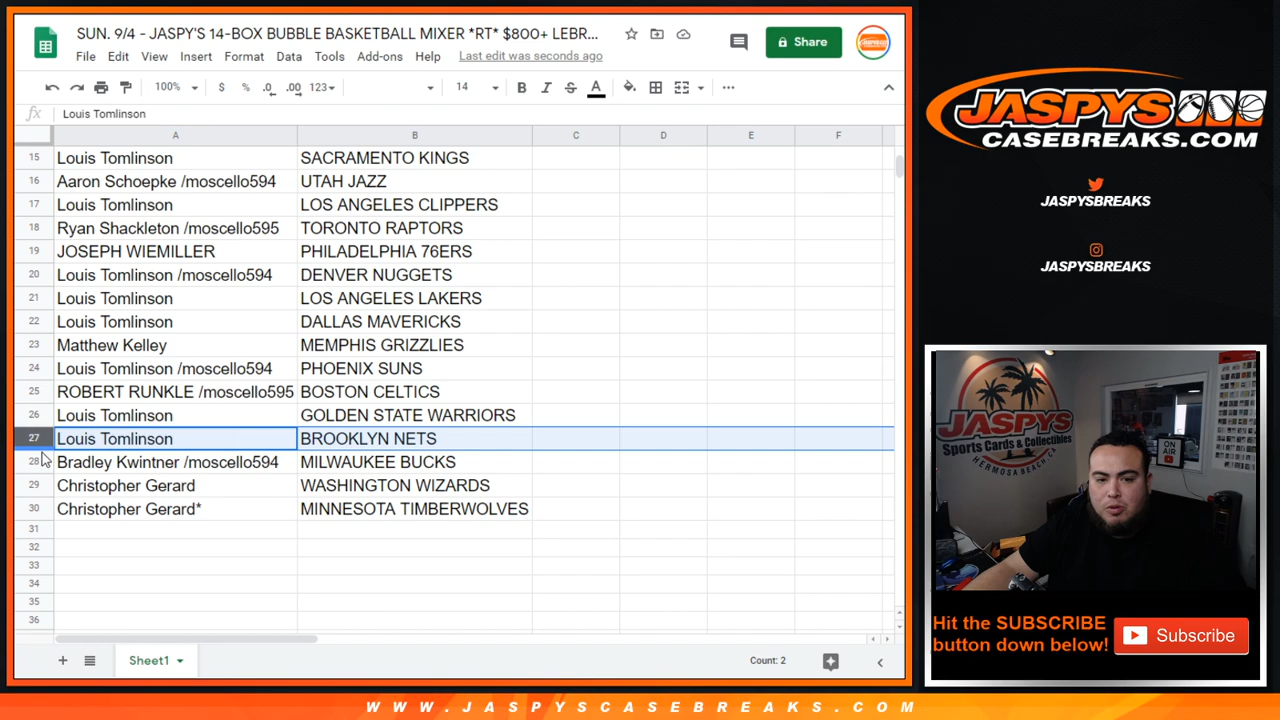 SUN. 9/4 - JASPY'S 14-BOX BUBBLE BASKETBALL MIXER *RT* $800+ LEBR...
File Edit View Insert Format Data Tools Add-ons Help Last edit was seconds ago
Share
100% $ % .0 .00 123 14 B I S A
fx Louis Tomlinson
A B C D E F
15 Louis Tomlinson SACRAMENTO KINGS
16 Aaron Schoepke /moscello594 UTAH JAZZ
17 Louis Tomlinson LOS ANGELES CLIPPERS
18 Ryan Shackleton /moscello595 TORONTO RAPTORS
19 JOSEPH WIEMILLER PHILADELPHIA 76ERS
20 Louis Tomlinson /moscello594 DENVER NUGGETS
21 Louis Tomlinson LOS ANGELES LAKERS
22 Louis Tomlinson DALLAS MAVERICKS
23 Matthew Kelley MEMPHIS GRIZZLIES
24 Louis Tomlinson /moscello594 PHOENIX SUNS
25 ROBERT RUNKLE /moscello595 BOSTON CELTICS
26 Louis Tomlinson GOLDEN STATE WARRIORS
27 Louis Tomlinson BROOKLYN NETS
28 Bradley Kwintner /moscello594 MILWAUKEE BUCKS
29 Christopher Gerard WASHINGTON WIZARDS
30 Christopher Gerard* MINNESOTA TIMBERWOLVES
31
32
33
34
35
36
Sheet1
Count: 2
JASPYS
CASEBREAKS.COM
JASPYSBREAKS
JASPYSBREAKS
JASPYS
Sports Cards & Collectibles
HERMOSA BEACH, CA
ON AIR
Hit the SUBSCRIBE
button down below!
Subscribe
WWW.JASPYSCASEBREAKS.COM